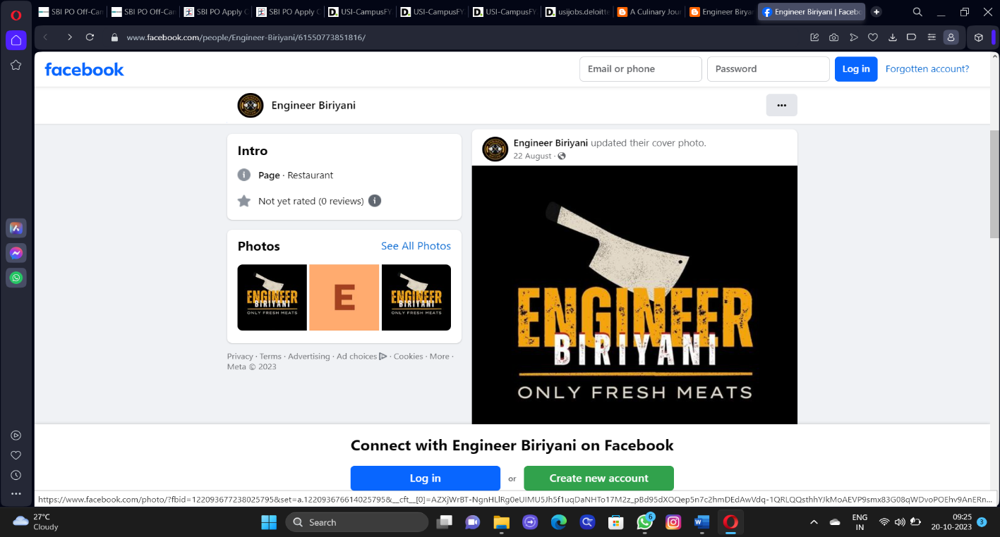 SBI PO Off-Can
SBI PO Off-Can
SBI PO Apply O
SBI PO Apply O
USI-CampusFY
USI-CampusFY
USI-CampusFY
usijobs.deloitte
A Culinary Jou
Engineer Biryan
Engineer Biriyani | Facebo
www.facebook.com/people/Engineer-Biriyani/61550773851816/
facebook
Email or phone
Password
Log in
Forgotten account?
Engineer Biriyani
Intro
Page · Restaurant
Not yet rated (0 reviews)
Photos
See All Photos
ENGINEER
BIRIYANI
ONLY FRESH MEATS
E
ENGINEER
BIRIYANI
ONLY FRESH MEATS
Privacy · Terms · Advertising · Ad choices · Cookies · More ·
Meta © 2023
Engineer Biriyani updated their cover photo.
22 August ·
ENGINEER
BIRIYANI
ONLY FRESH MEATS
Connect with Engineer Biriyani on Facebook
Log in
or
Create new account
https://www.facebook.com/photo/?fbid=122093677238025795&set=a.122093676614025795&__cft__[0]=AZXjWrBT-NgnHLlRg0eUIMU5Jh5f1uqDaNHTo17M2z_pBd95dXOQep5n7c2hmDEdAwVdq-1QRLQQsthhYJkMoAEVP9smx83G08qWDvoPOEhv9AnERn...
27°C
Cloudy
Search
6
ENG
IN
09:25
20-10-2023
3